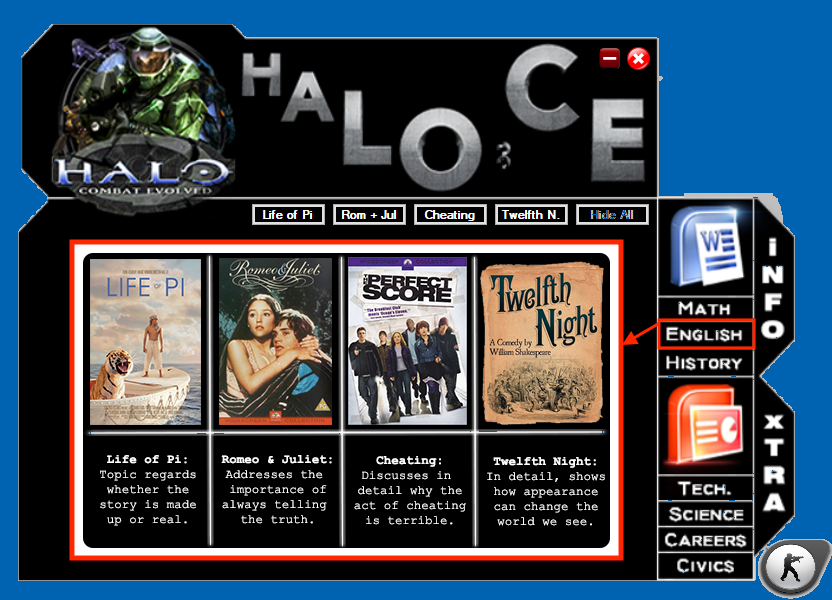 HALO CE
HALO
COMBAT EVOLVED
Life of Pi
Rom + Jul
Cheating
Twelfth N.
Hide All
LIFE OF PI
Romeo & Juliet
THE PERFECT
SCORE
Twelfth
Night
A Comedy by
William Shakespeare
Life of Pi:
Topic regards
whether the
story is made
up or real.
Romeo & Juliet:
Addresses the
importance of
always telling
the truth.
Cheating:
Discusses in
detail why the
act of cheating
is terrible.
Twelfth Night:
In detail, shows
how appearance
can change the
world we see.
W
MATH
ENGLISH
HISTORY
iNFO
P
TECH.
SCIENCE
CAREERS
CIVICS
XTRA